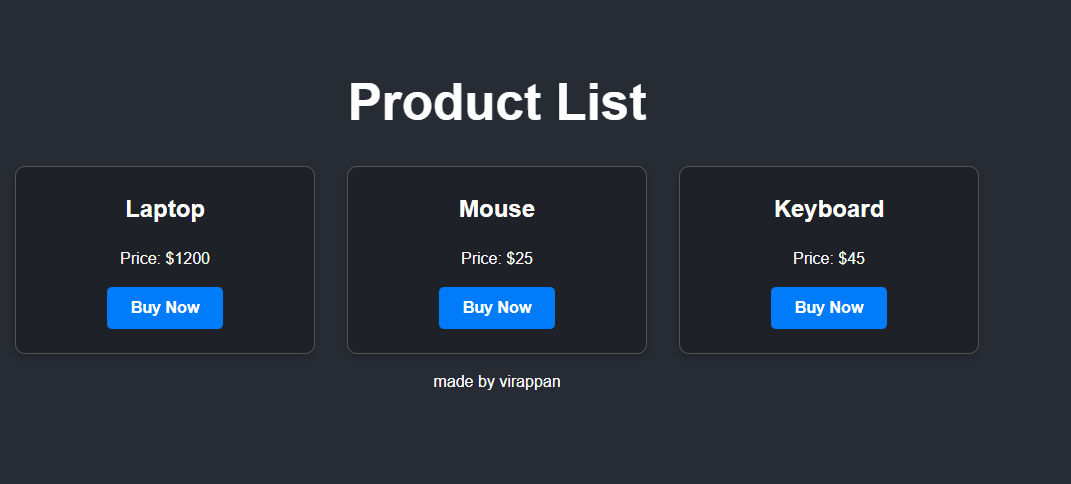 Product List
Laptop
Price: $1200
Buy Now
Mouse
Price: $25
Buy Now
Keyboard
Price: $45
Buy Now
made by virappan